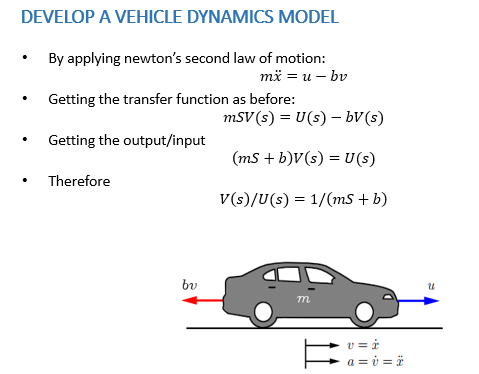 DEVELOP A VEHICLE DYNAMICS MODEL
• By applying newton's second law of motion:
mẍ = u − bv
• Getting the transfer function as before:
mSV(s) = U(s) − bV(s)
• Getting the output/input
(mS + b)V(s) = U(s)
• Therefore
V(s)/U(s) = 1/(mS + b)
bv
u
m
v = ẋ
a = v̇ = ẍ